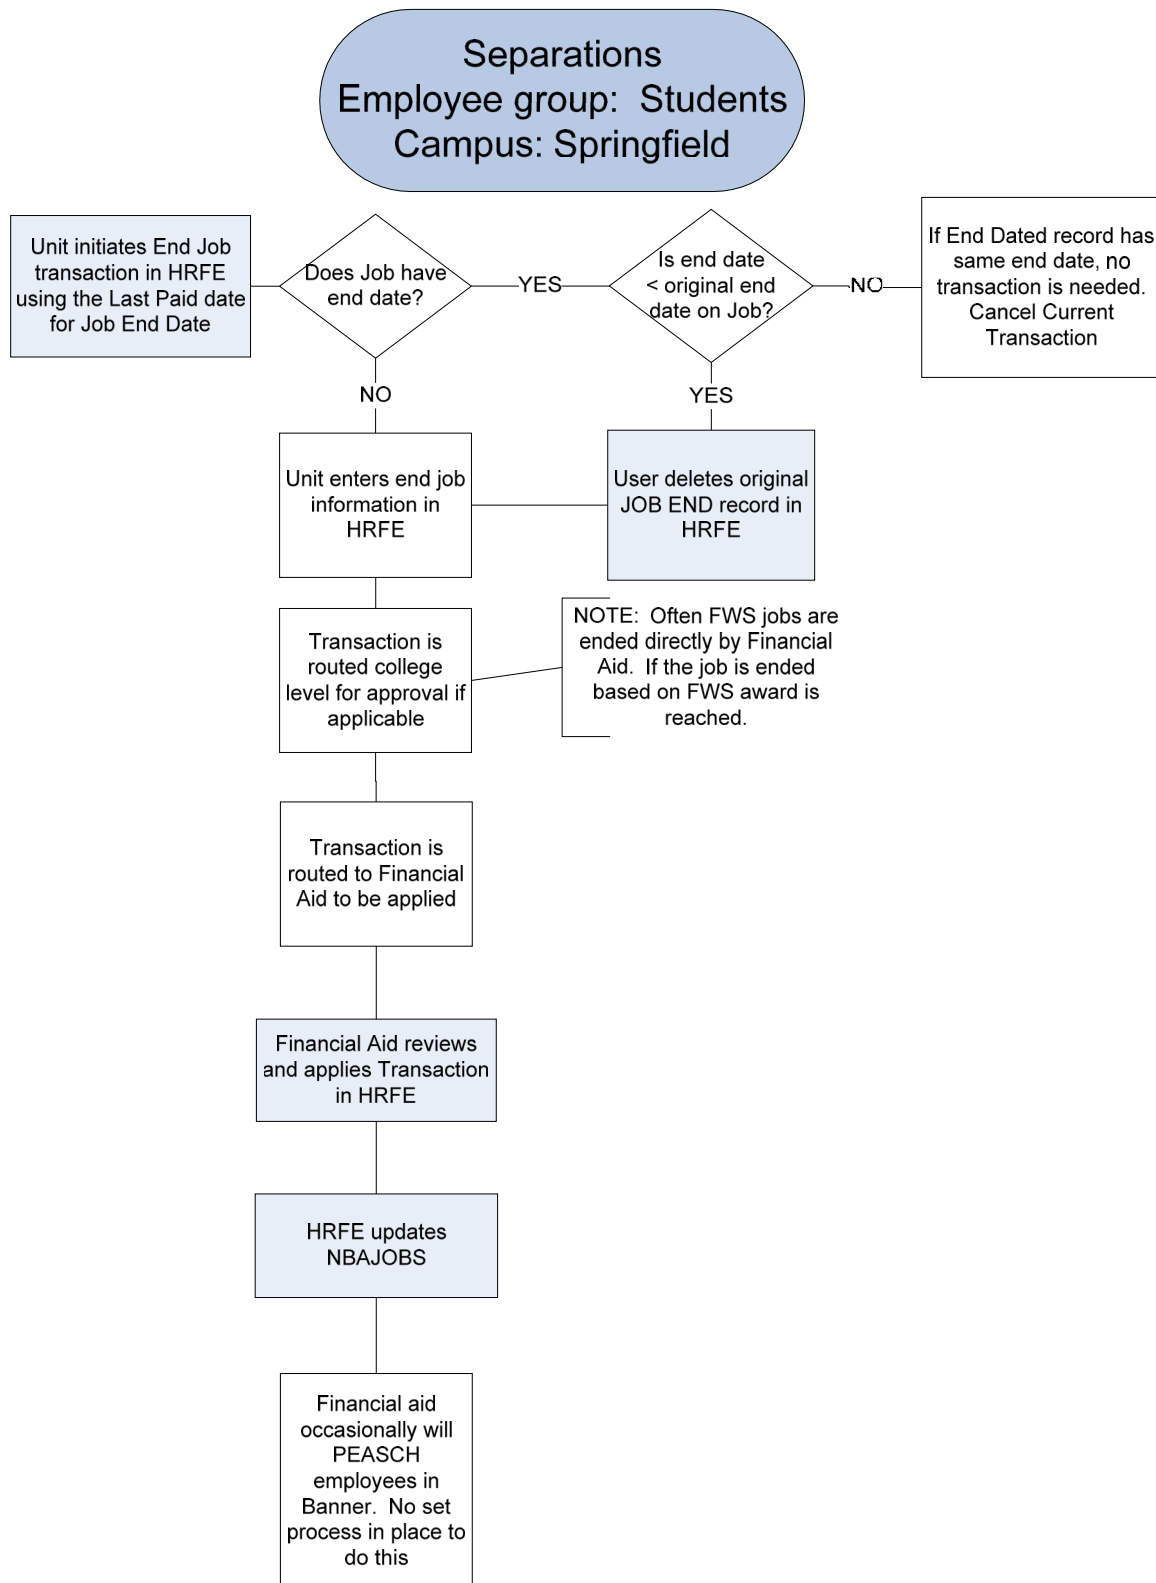 Separations
Employee group:  Students
Campus: Springfield
Unit initiates End Job
transaction in HRFE
using the Last Paid date
for Job End Date
Does Job have
end date?
YES
Is end date
< original end
date on Job?
NO
If End Dated record has
same end date, no
transaction is needed.
Cancel Current
Transaction
NO
YES
Unit enters end job
information in
HRFE
User deletes original
JOB END record in
HRFE
Transaction is
routed college
level for approval if
applicable
NOTE:  Often FWS jobs are
ended directly by Financial
Aid.  If the job is ended
based on FWS award is
reached.
Transaction is
routed to Financial
Aid to be applied
Financial Aid reviews
and applies Transaction
in HRFE
HRFE updates
NBAJOBS
Financial aid
occasionally will
PEASCH
employees in
Banner.  No set
process in place to
do this